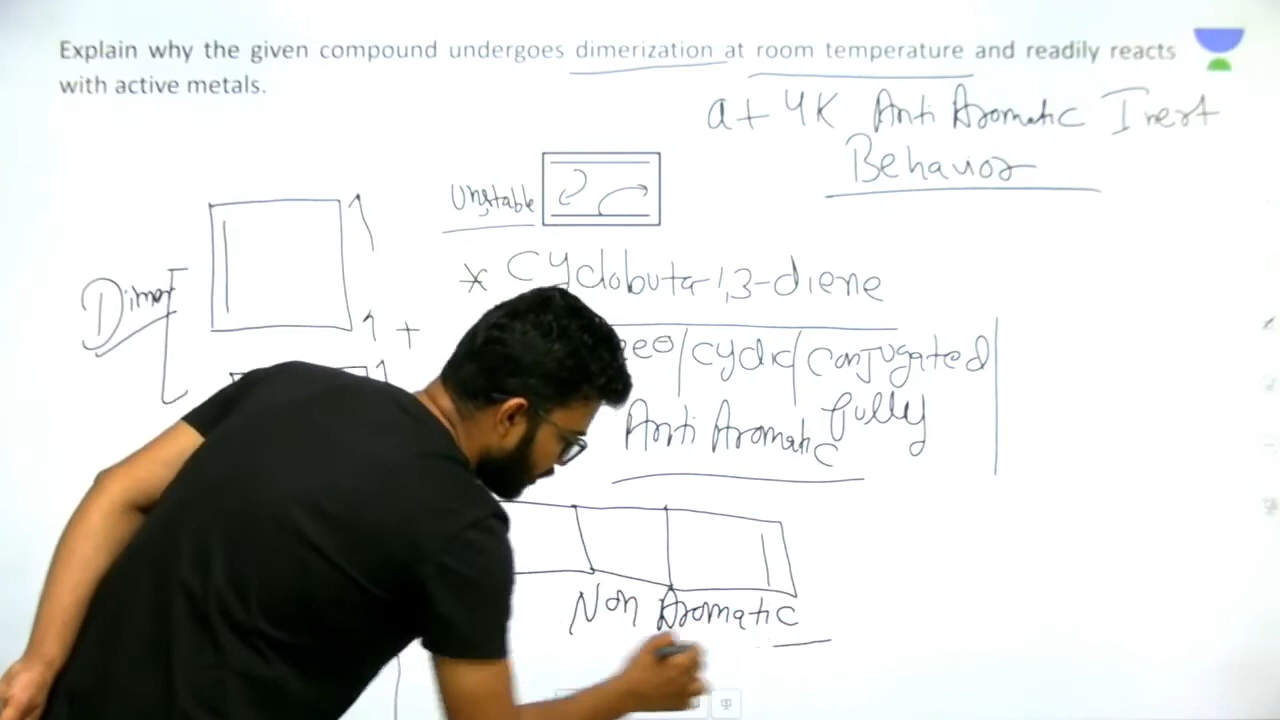 Explain why the given compound undergoes dimerization at room temperature and readily reacts
with active metals.
at 4K Anti Aromatic Inert
Behavior
Unstable
* Cyclobuta-1,3-diene
Dimer
+
cyclic/conjugated
fully
Anti Aromatic
Non Aromatic